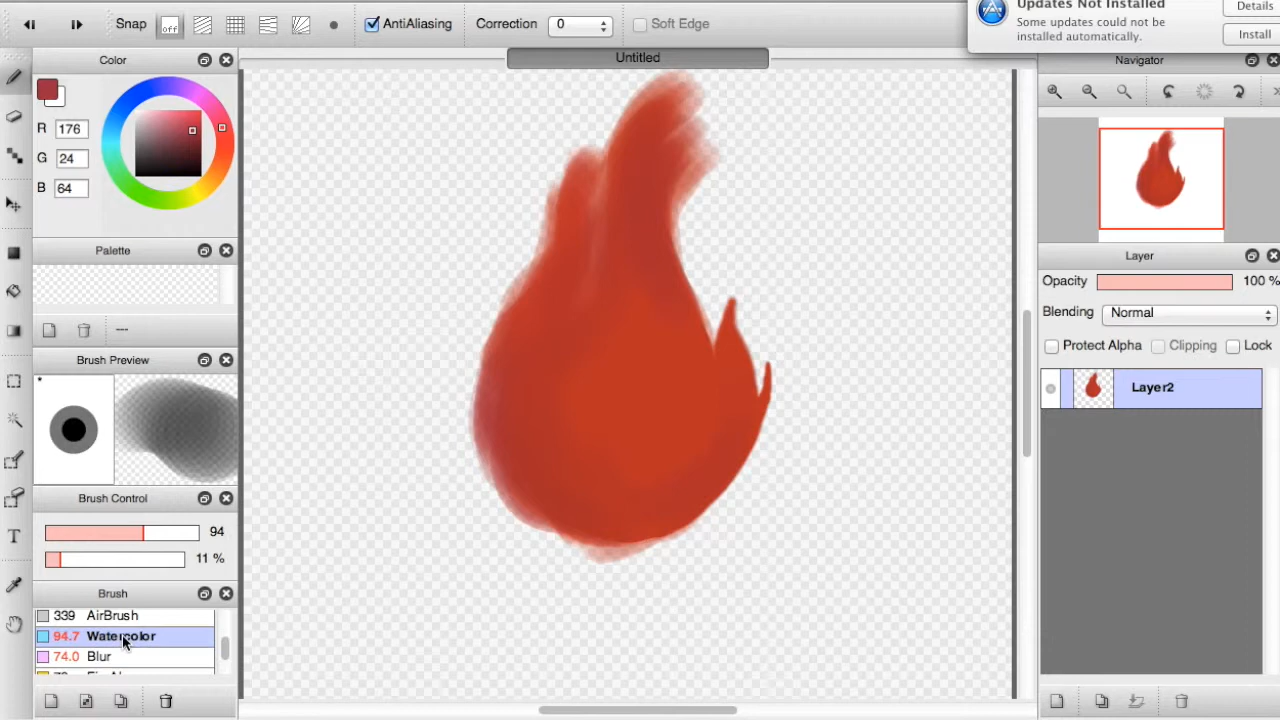 Snap
off
AntiAliasing
Correction
0
Soft Edge
Updates Not Installed
Some updates could not be
installed automatically.
Details
Install
Untitled
Color
R 176
G 24
B 64
Palette
---
Brush Preview
*
Brush Control
94
11 %
Brush
339 AirBrush
94.7 Watercolor
74.0 Blur
T
Navigator
Layer
Opacity 100 %
Blending Normal
Protect Alpha Clipping Lock
Layer2